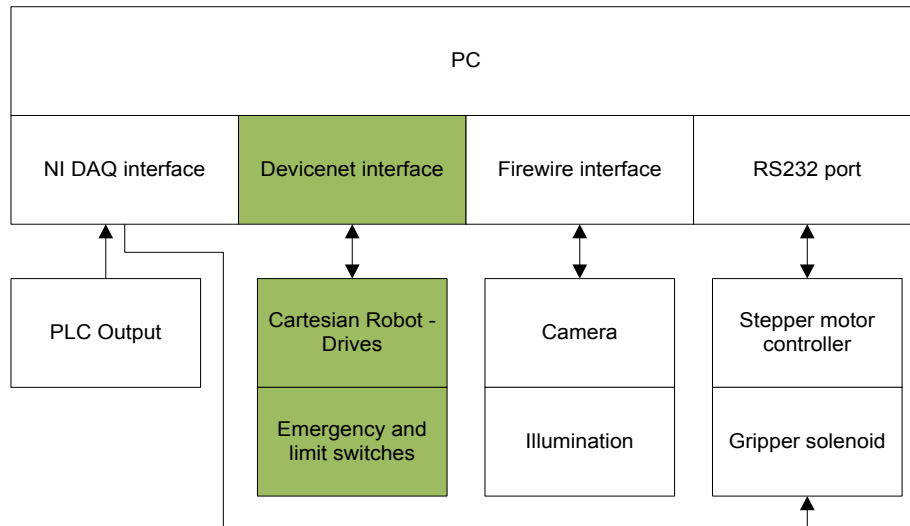 PC
NI DAQ interface
Devicenet interface
Firewire interface
RS232 port
PLC Output
Cartesian Robot -
Drives
Camera
Stepper motor
controller
Emergency and
limit switches
Illumination
Gripper solenoid